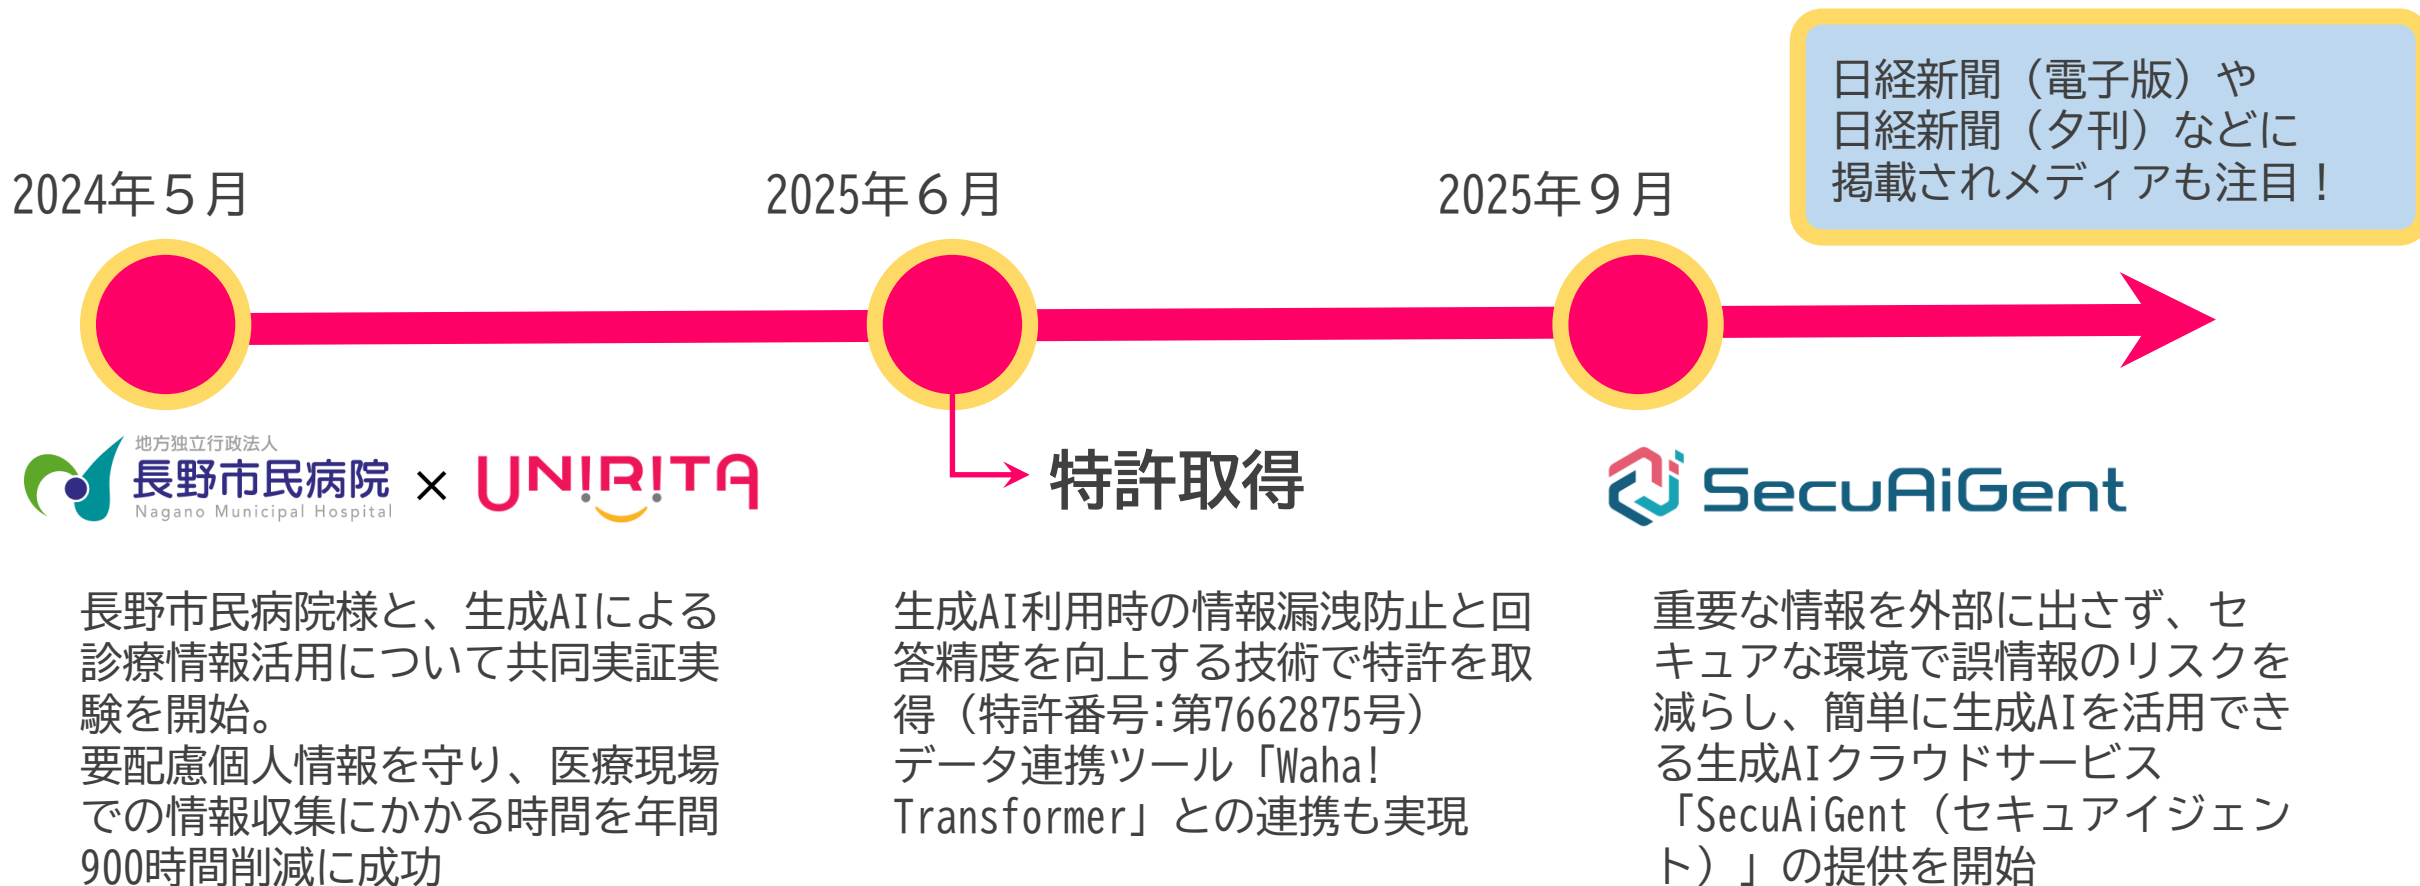 日経新聞（電子版）や
日経新聞（夕刊）などに
掲載されメディアも注目！
2024年５月
2025年６月
2025年９月
地方独立行政法人
長野市民病院
Nagano Municipal Hospital
×
UNIRITA
特許取得
SecuAiGent
長野市民病院様と、生成AIによる
診療情報活用について共同実証実
験を開始。
要配慮個人情報を守り、医療現場
での情報収集にかかる時間を年間
900時間削減に成功
生成AI利用時の情報漏洩防止と回
答精度を向上する技術で特許を取
得（特許番号:第7662875号）
データ連携ツール「Waha!
Transformer」との連携も実現
重要な情報を外部に出さず、セ
キュアな環境で誤情報のリスクを
減らし、簡単に生成AIを活用でき
る生成AIクラウドサービス
「SecuAiGent（セキュアイジェン
ト）」の提供を開始